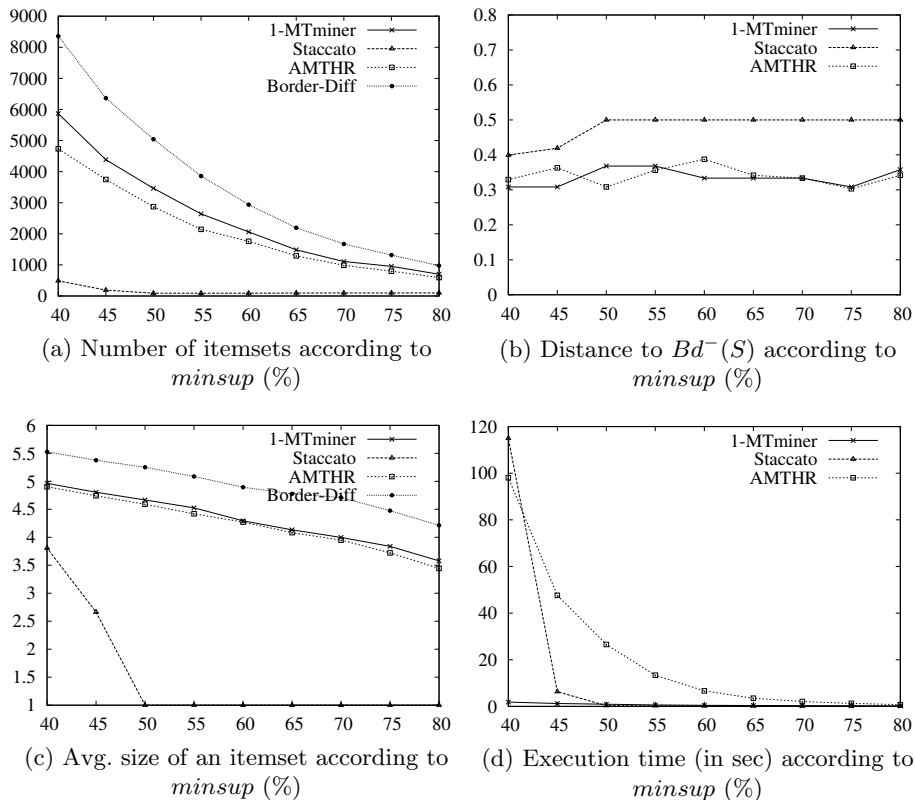 1-MTminer
Staccato
AMTHR
Border-Diff
9000
8000
7000
6000
5000
4000
3000
2000
1000
0
40 45 50 55 60 65 70 75 80
(a) Number of itemsets according to
minsup (%)
1-MTminer
Staccato
AMTHR
0.8
0.7
0.6
0.5
0.4
0.3
0.2
0.1
0
40 45 50 55 60 65 70 75 80
(b) Distance to Bd⁻(S) according to
minsup (%)
1-MTminer
Staccato
AMTHR
Border-Diff
6
5.5
5
4.5
4
3.5
3
2.5
2
1.5
1
40 45 50 55 60 65 70 75 80
(c) Avg. size of an itemset according to
minsup (%)
1-MTminer
Staccato
AMTHR
120
100
80
60
40
20
0
40 45 50 55 60 65 70 75 80
(d) Execution time (in sec) according to
minsup (%)